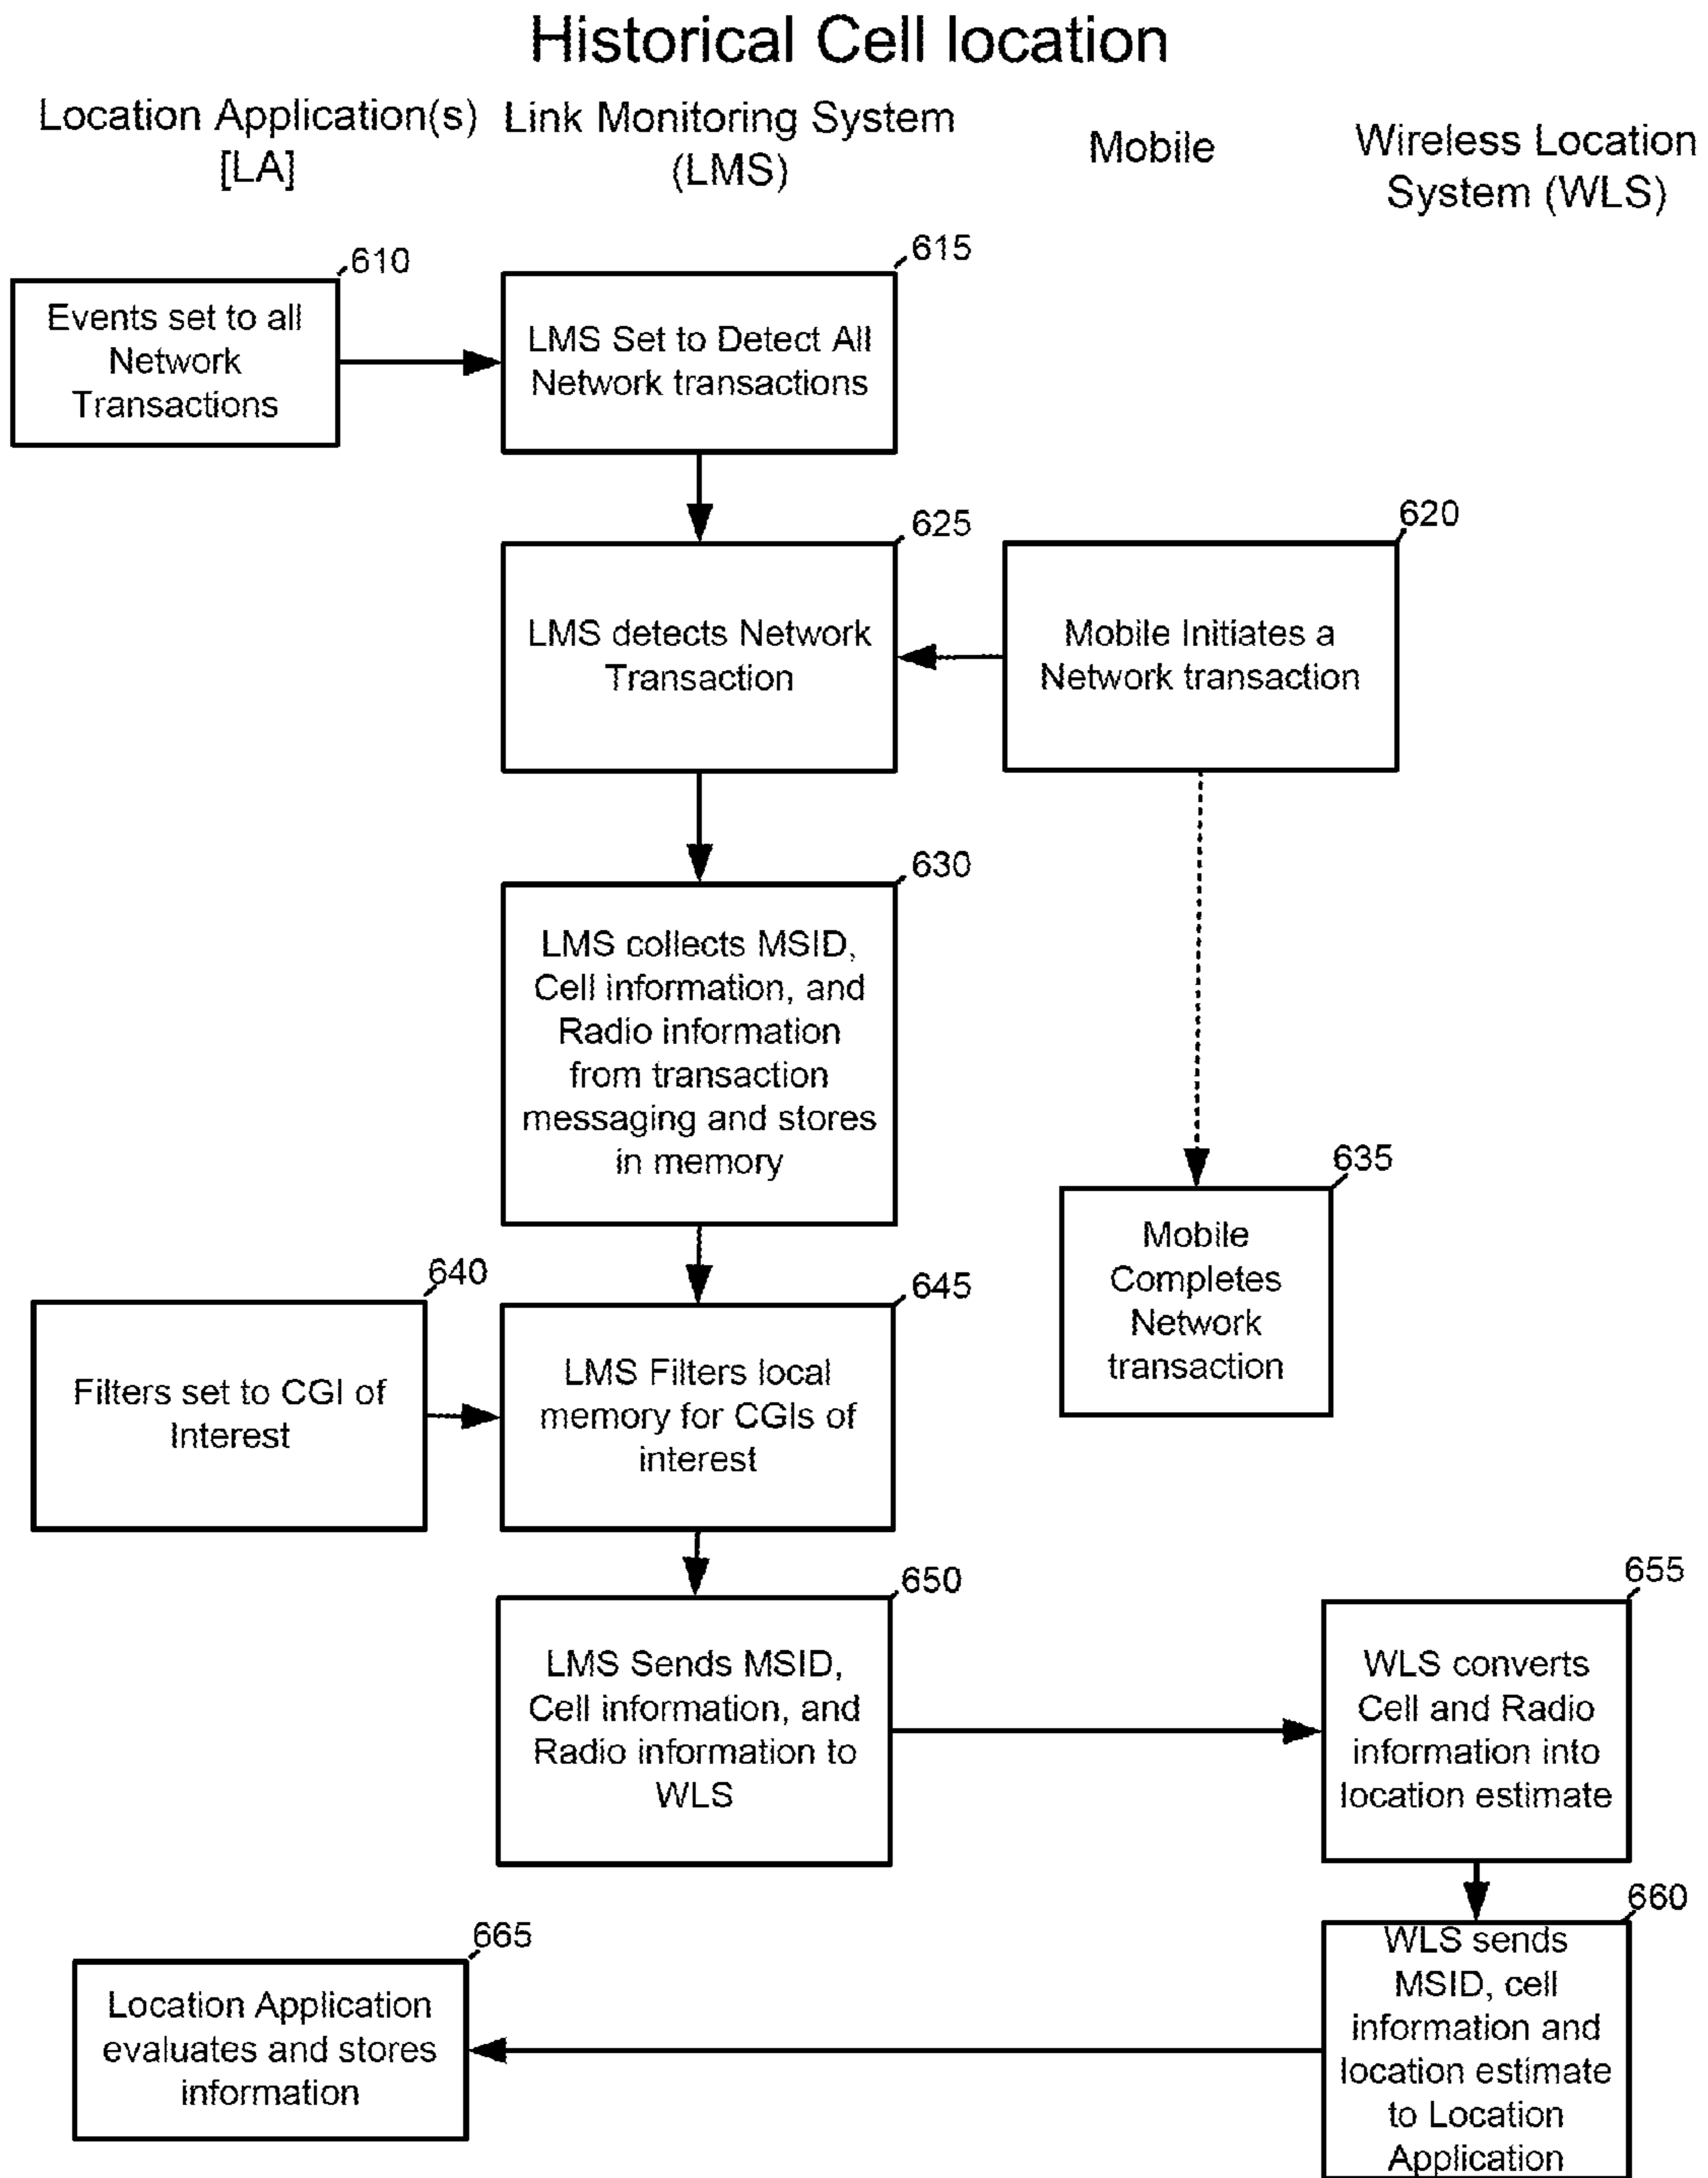 Historical Cell location
Location Application(s)
[LA]
Link Monitoring System
(LMS)
Mobile
Wireless Location
System (WLS)
610
Events set to all
Network
Transactions
615
LMS Set to Detect All
Network transactions
625
LMS detects Network
Transaction
620
Mobile Initiates a
Network transaction
630
LMS collects MSID,
Cell information, and
Radio information
from transaction
messaging and stores
in memory
635
Mobile
Completes
Network
transaction
640
Filters set to CGI of
Interest
645
LMS Filters local
memory for CGIs of
interest
650
LMS Sends MSID,
Cell information, and
Radio information to
WLS
655
WLS converts
Cell and Radio
information into
location estimate
660
WLS sends
MSID, cell
information and
location estimate
to Location
Application
665
Location Application
evaluates and stores
information